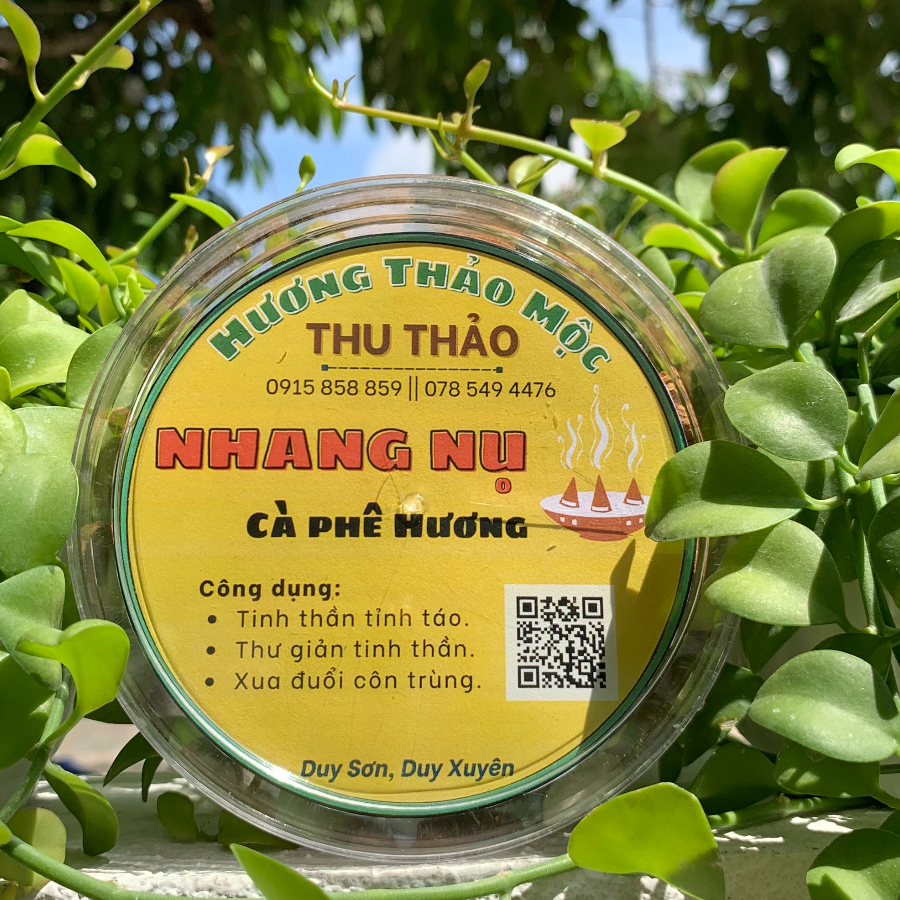 HƯƠNG THẢO MỘC
THU THẢO
0915 858 859 || 078 549 4476
NHANG NỤ
CÀ PHÊ HƯƠNG
Công dụng:
• Tinh thần tỉnh táo.
• Thư giản tinh thần.
• Xua đuổi côn trùng.
Duy Sơn, Duy Xuyên